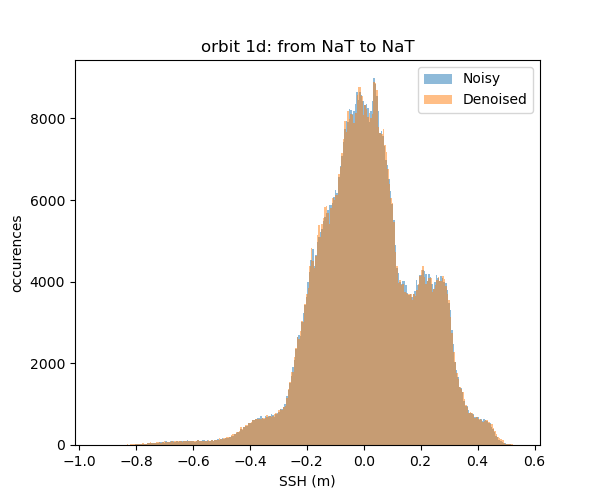 orbit 1d: from NaT to NaT
Noisy
Denoised
occurences
8000
6000
4000
2000
0
−1.0 −0.8 −0.6 −0.4 −0.2 0.0 0.2 0.4 0.6
SSH (m)